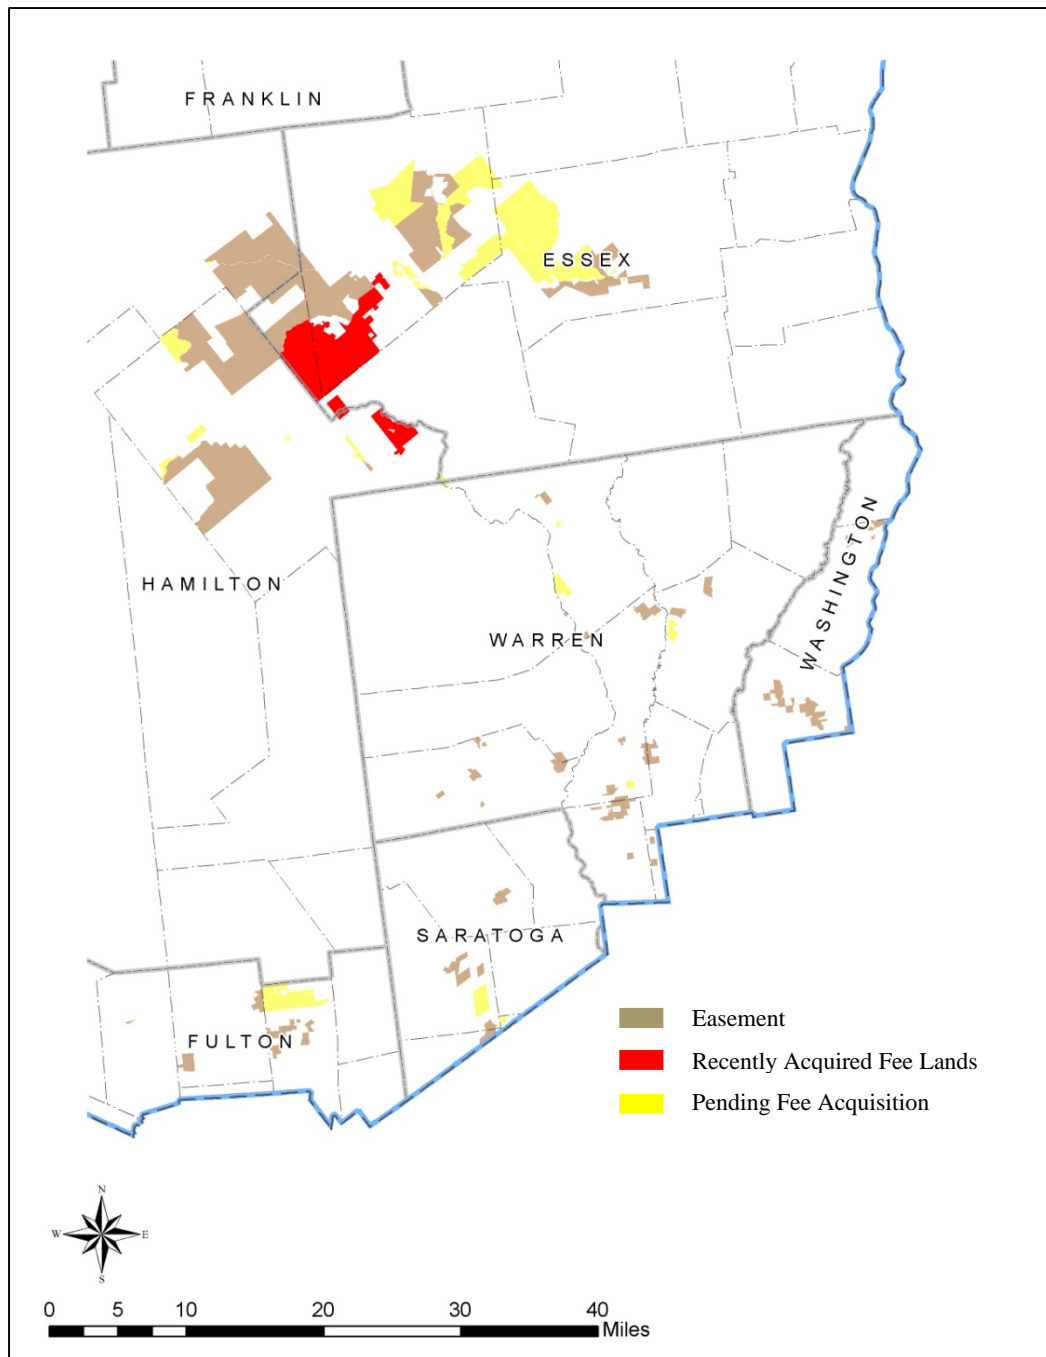 FRANKLIN
ESSEX
HAMILTON
WASHINGTON
WARREN
SARATOGA
FULTON
Easement
Recently Acquired Fee Lands
Pending Fee Acquisition
N
W E
S
0 5 10 20 30 40
Miles